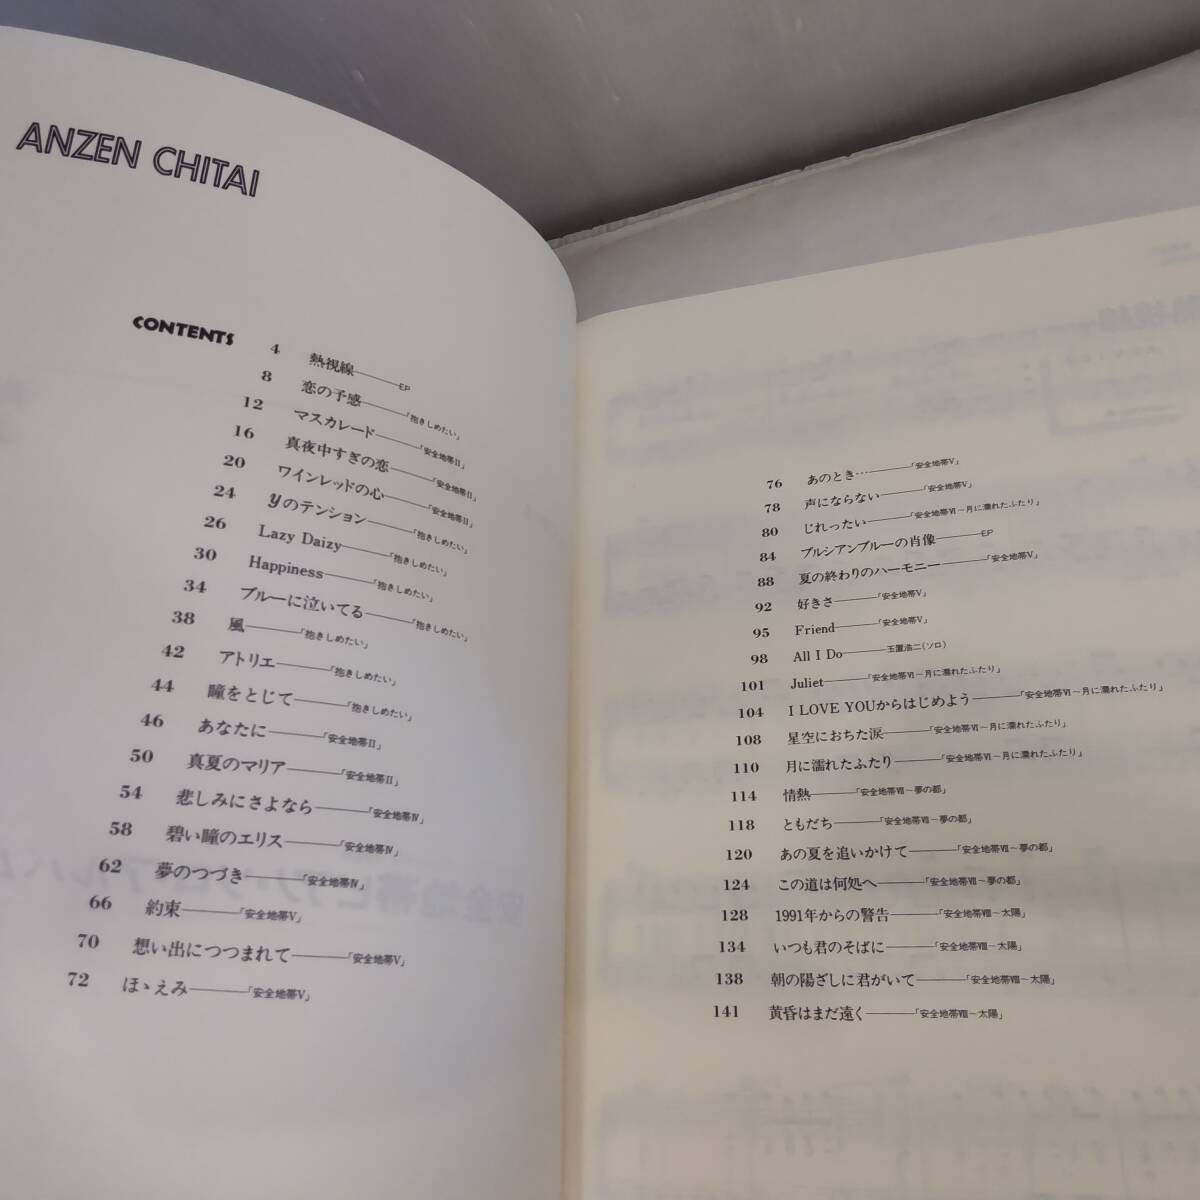 ANZEN CHITAI
CONTENTS
4 熱視線――EP
8 恋の予感――「抱きしめたい」
12 マスカレード――「安全地帯II」
16 真夜中すぎの恋――「安全地帯II」
20 ワインレッドの心――「安全地帯II」
24 yのテンション――「抱きしめたい」
26 Lazy Daizy――「抱きしめたい」
30 Happiness――「抱きしめたい」
34 ブルーに泣いてる――「抱きしめたい」
38 風――「抱きしめたい」
42 アトリエ――「抱きしめたい」
44 瞳をとじて――「抱きしめたい」
46 あなたに――「安全地帯II」
50 真夏のマリア――「安全地帯II」
54 悲しみにさよなら――「安全地帯IV」
58 碧い瞳のエリス――「安全地帯IV」
62 夢のつづき――「安全地帯IV」
66 約束――「安全地帯V」
70 想い出につつまれて――「安全地帯V」
72 ほゝえみ――「安全地帯V」
76 あのとき…――「安全地帯V」
78 声にならない――「安全地帯V」
80 じれったい――「安全地帯VI～月に濡れたふたり」
84 プルシアンブルーの肖像――EP
88 夏の終わりのハーモニー――「安全地帯V」
92 好きさ――「安全地帯V」
95 Friend――「安全地帯V」
98 All I Do――玉置浩二(ソロ)
101 Juliet――「安全地帯VI～月に濡れたふたり」
104 I LOVE YOUからはじめよう――「安全地帯VI～月に濡れたふたり」
108 星空におちた涙――「安全地帯VI～月に濡れたふたり」
110 月に濡れたふたり――「安全地帯VI～月に濡れたふたり」
114 情熱――「安全地帯VII～夢の都」
118 ともだち――「安全地帯VII～夢の都」
120 あの夏を追いかけて――「安全地帯VII～夢の都」
124 この道は何処へ――「安全地帯VII～夢の都」
128 1991年からの警告――「安全地帯VIII～太陽」
134 いつも君のそばに――「安全地帯VIII～太陽」
138 朝の陽ざしに君がいて――「安全地帯VIII～太陽」
141 黄昏はまだ遠く――「安全地帯VIII～太陽」